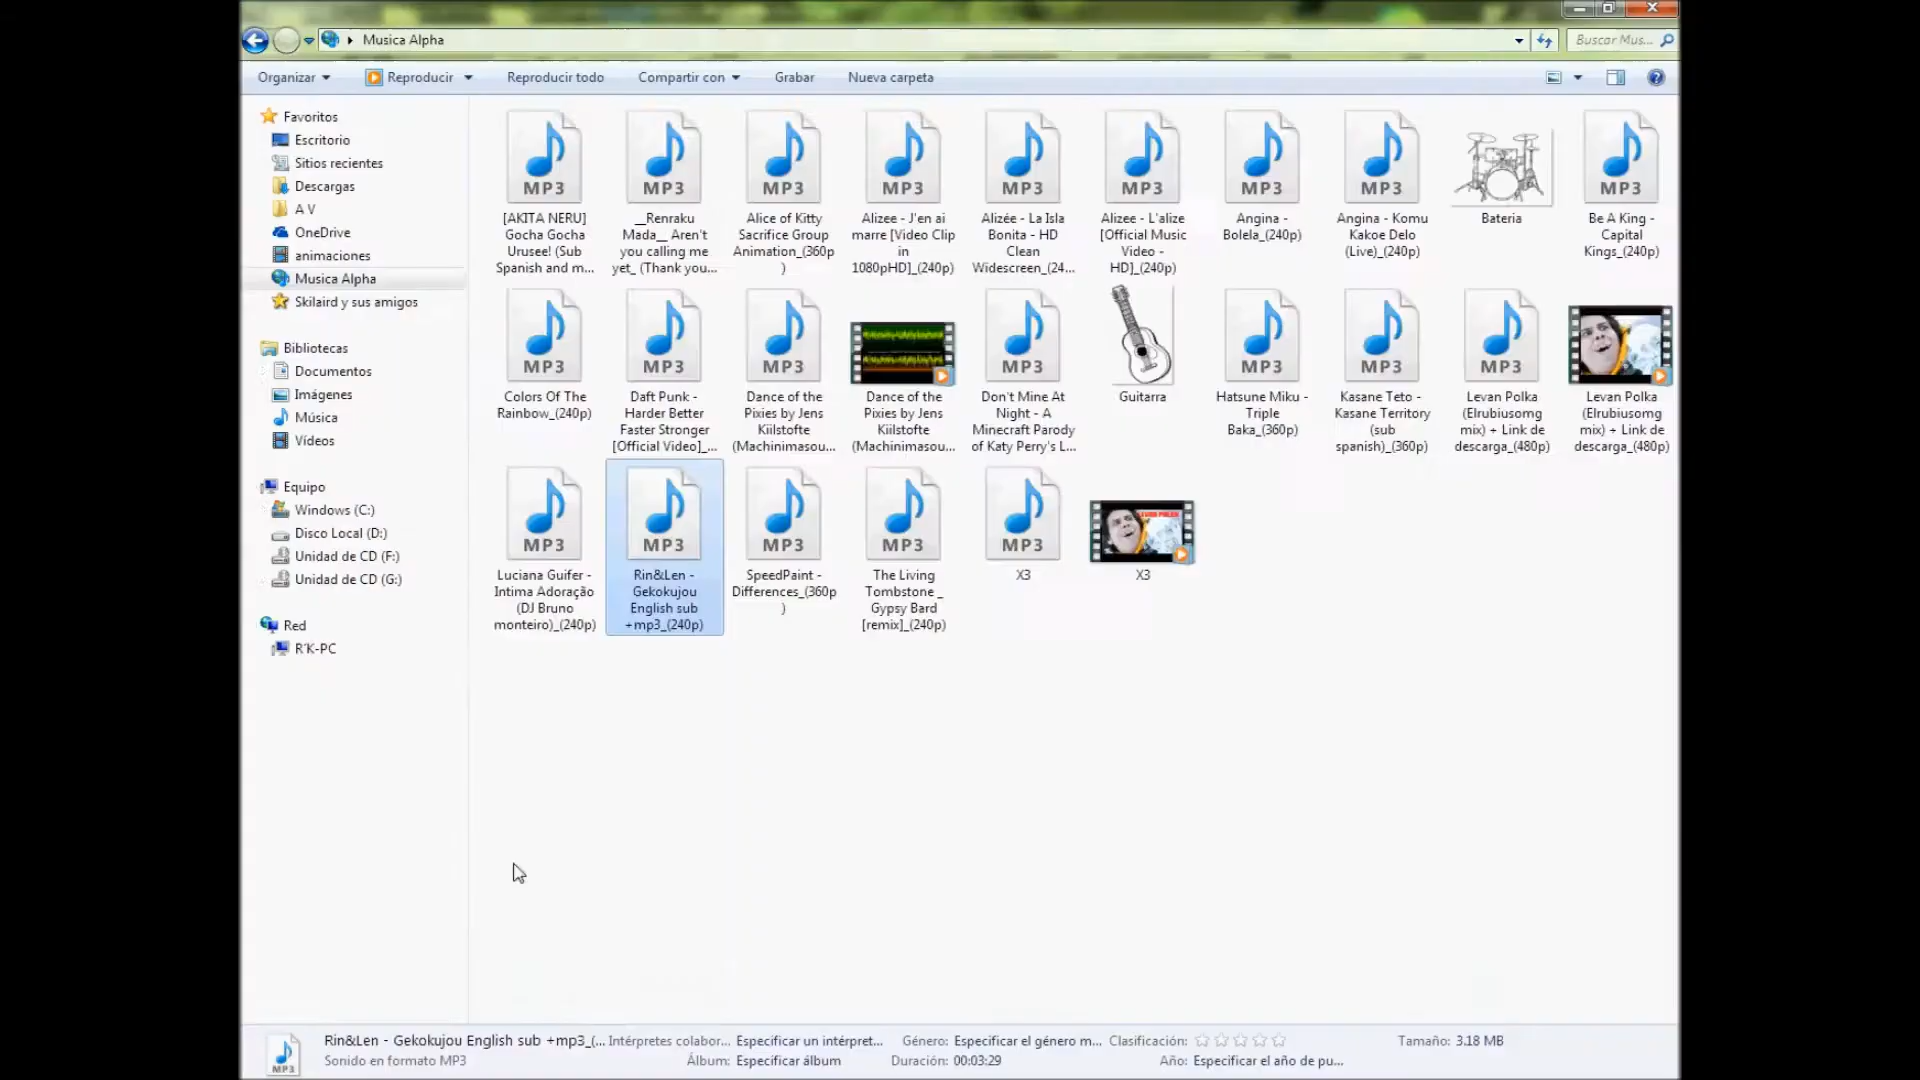 Musica Alpha
Buscar Mus...
Organizar
Reproducir
Reproducir todo
Compartir con
Grabar
Nueva carpeta
Favoritos
Escritorio
Sitios recientes
Descargas
A V
OneDrive
animaciones
Musica Alpha
Skilaird y sus amigos
Bibliotecas
Documentos
Imágenes
Música
Vídeos
Equipo
Windows (C:)
Disco Local (D:)
Unidad de CD (F:)
Unidad de CD (G:)
Red
R'K-PC
MP3
[AKITA NERU]
Gocha Gocha
Urusee! (Sub
Spanish and m...
MP3
__Renraku
Mada__ Aren't
you calling me
yet_ (Thank you...
MP3
Alice of Kitty
Sacrifice Group
Animation_(360p
)
MP3
Alizee - J'en ai
marre [Video Clip
in
1080pHD]_(240p)
MP3
Alizée - La Isla
Bonita - HD
Clean
Widescreen_(24...
MP3
Alizee - L'alize
[Official Music
Video -
HD]_(240p)
MP3
Angina -
Bolela_(240p)
MP3
Angina - Komu
Kakoe Delo
(Live)_(240p)
Bateria
MP3
Be A King -
Capital
Kings_(240p)
MP3
Colors Of The
Rainbow_(240p)
MP3
Daft Punk -
Harder Better
Faster Stronger
[Official Video]_...
MP3
Dance of the
Pixies by Jens
Kiilstofte
(Machinimasou...
Dance of the
Pixies by Jens
Kiilstofte
(Machinimasou...
MP3
Don't Mine At
Night - A
Minecraft Parody
of Katy Perry's L...
Guitarra
MP3
Hatsune Miku -
Triple
Baka_(360p)
MP3
Kasane Teto -
Kasane Territory
(sub
spanish)_(360p)
MP3
Levan Polka
(Elrubiusomg
mix) + Link de
descarga_(480p)
Levan Polka
(Elrubiusomg
mix) + Link de
descarga_(480p)
MP3
Luciana Guifer -
Intima Adoração
(DJ Bruno
monteiro)_(240p)
MP3
Rin&Len -
Gekokujou
English sub
+mp3_(240p)
MP3
SpeedPaint -
Differences_(360p
)
MP3
The Living
Tombstone _
Gypsy Bard
[remix]_(240p)
MP3
X3
LEVAN POLKA
X3
MP3
Rin&Len - Gekokujou English sub +mp3_(... Intérpretes colabor... Especificar un intérpret... Género: Especificar el género m... Clasificación: Tamaño: 3.18 MB
Sonido en formato MP3 Álbum: Especificar álbum Duración: 00:03:29 Año: Especificar el año de pu...